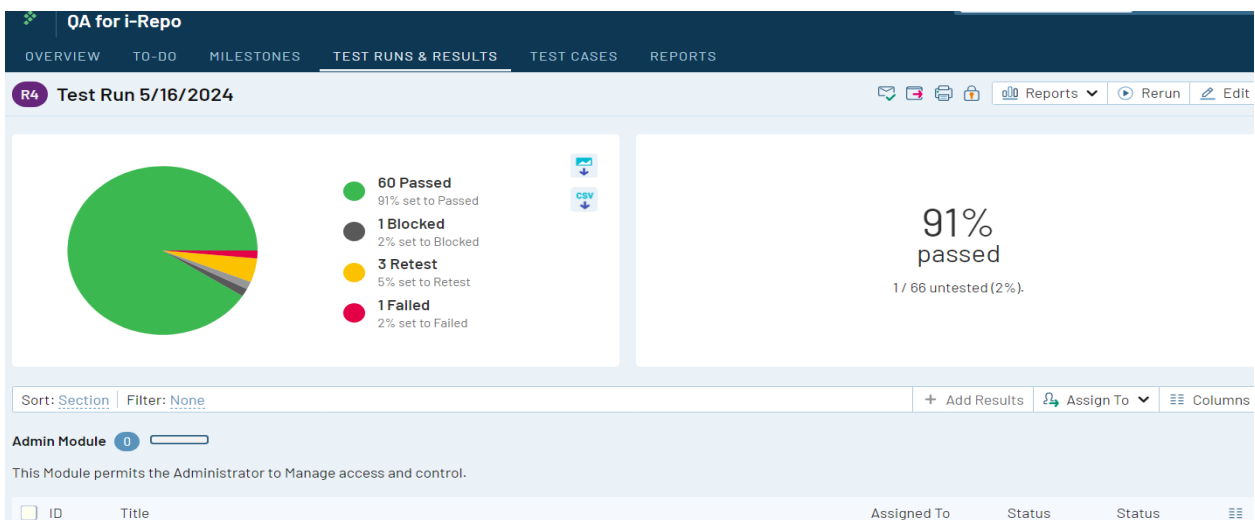 QA for i-Repo
OVERVIEW TO-DO MILESTONES TEST RUNS & RESULTS TEST CASES REPORTS
R4 Test Run 5/16/2024
Reports Rerun Edit
60 Passed
91% set to Passed
1 Blocked
2% set to Blocked
3 Retest
5% set to Retest
1 Failed
2% set to Failed
CSV
91%
passed
1 / 66 untested (2%).
Sort: Section Filter: None
+ Add Results Assign To Columns
Admin Module 0
This Module permits the Administrator to Manage access and control.
ID Title Assigned To Status Status